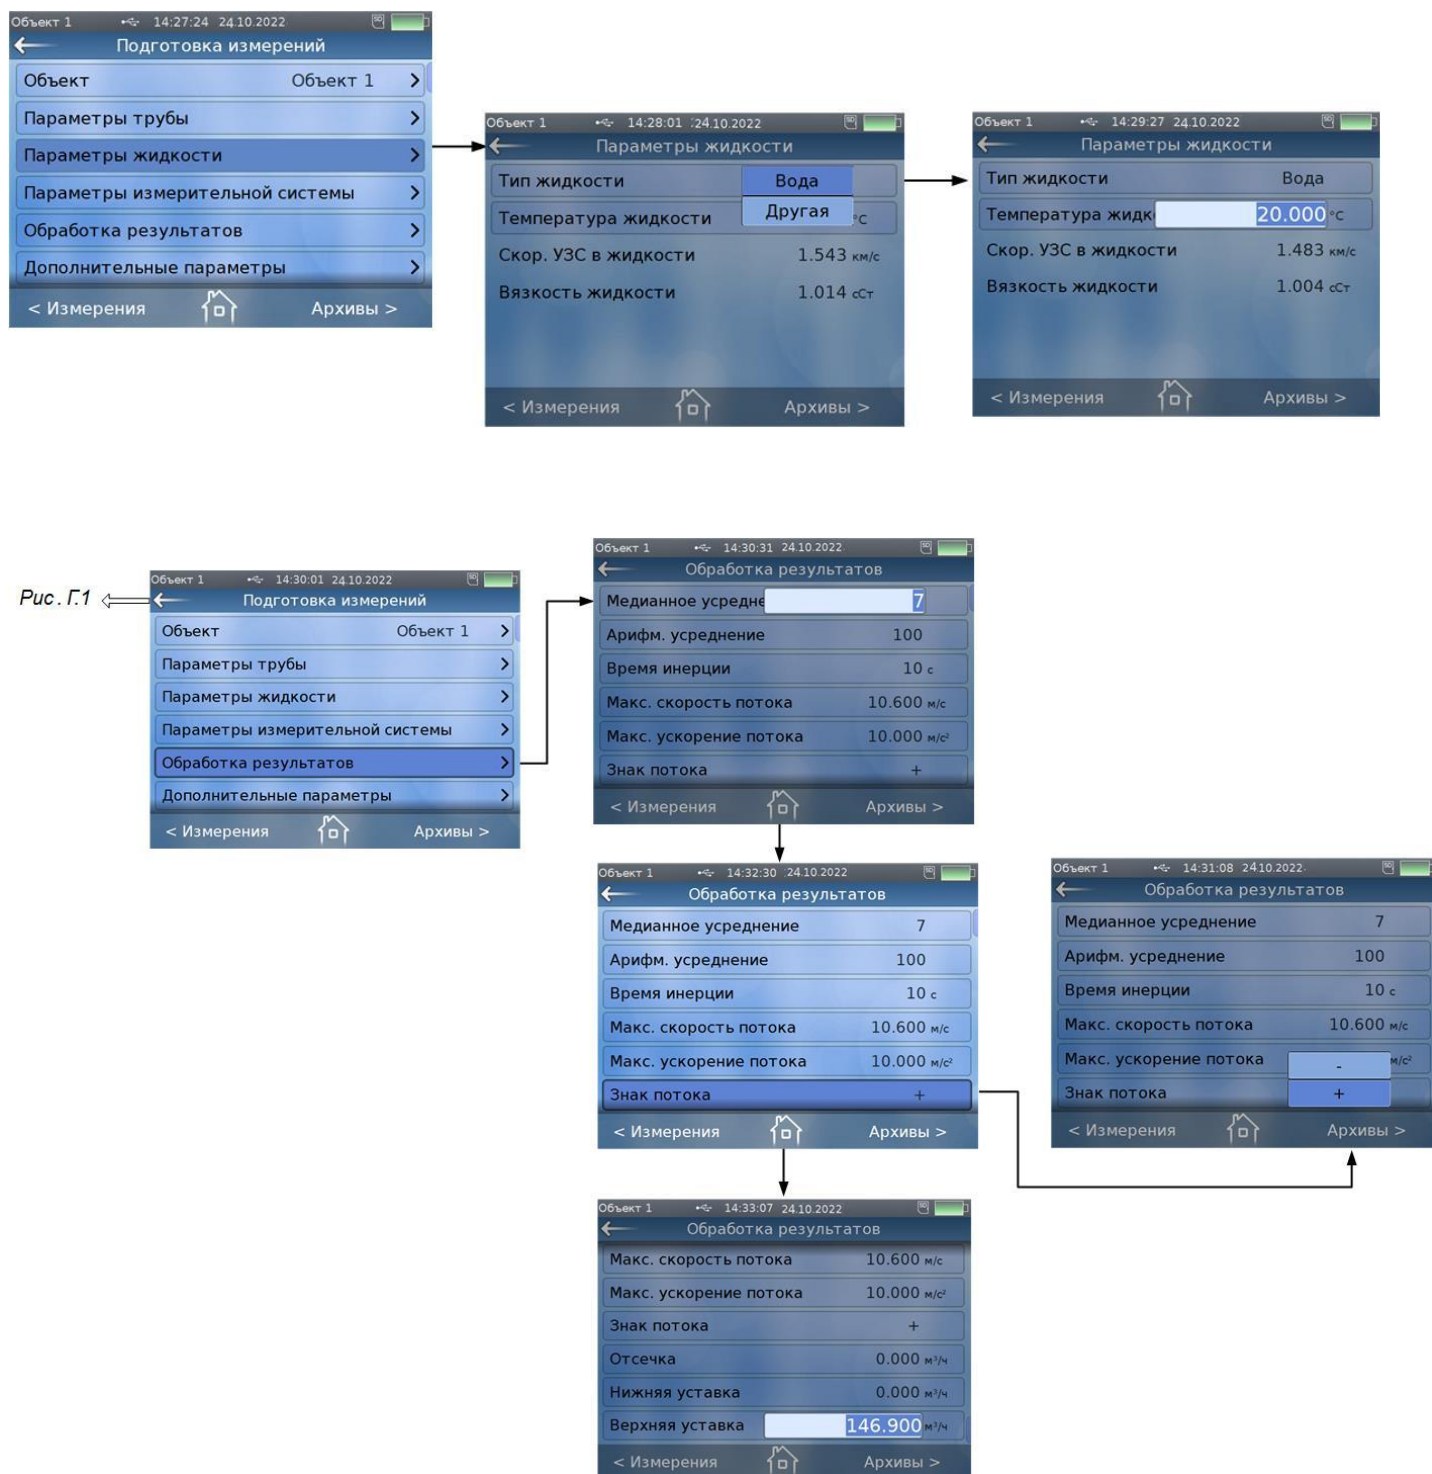 Объект 1 14:27:24 24.10.2022
Подготовка измерений
Объект Объект 1 >
Параметры трубы >
Параметры жидкости >
Параметры измерительной системы >
Обработка результатов >
Дополнительные параметры >
< Измерения Архивы >
Объект 1 14:28:01 24.10.2022
Параметры жидкости
Тип жидкости Вода
Другая
Температура жидкости °C
Скор. УЗС в жидкости 1.543 км/с
Вязкость жидкости 1.014 сСт
< Измерения Архивы >
Объект 1 14:29:27 24.10.2022
Параметры жидкости
Тип жидкости Вода
Температура жидк 20.000 °C
Скор. УЗС в жидкости 1.483 км/с
Вязкость жидкости 1.004 сСт
< Измерения Архивы >
Рис. Г.1
Объект 1 14:30:01 24.10.2022
Подготовка измерений
Объект Объект 1 >
Параметры трубы >
Параметры жидкости >
Параметры измерительной системы >
Обработка результатов >
Дополнительные параметры >
< Измерения Архивы >
Объект 1 14:30:31 24.10.2022
Обработка результатов
Медианное усредне 7
Арифм. усреднение 100
Время инерции 10 с
Макс. скорость потока 10.600 м/с
Макс. ускорение потока 10.000 м/с²
Знак потока +
< Измерения Архивы >
Объект 1 14:32:30 24.10.2022
Обработка результатов
Медианное усреднение 7
Арифм. усреднение 100
Время инерции 10 с
Макс. скорость потока 10.600 м/с
Макс. ускорение потока 10.000 м/с²
Знак потока +
< Измерения Архивы >
Объект 1 14:31:08 24.10.2022
Обработка результатов
Медианное усреднение 7
Арифм. усреднение 100
Время инерции 10 с
Макс. скорость потока 10.600 м/с
Макс. ускорение потока - м/с²
Знак потока +
< Измерения Архивы >
Объект 1 14:33:07 24.10.2022
Обработка результатов
Макс. скорость потока 10.600 м/с
Макс. ускорение потока 10.000 м/с²
Знак потока +
Отсечка 0.000 м³/ч
Нижняя уставка 0.000 м³/ч
Верхняя уставка 146.900 м³/ч
< Измерения Архивы >